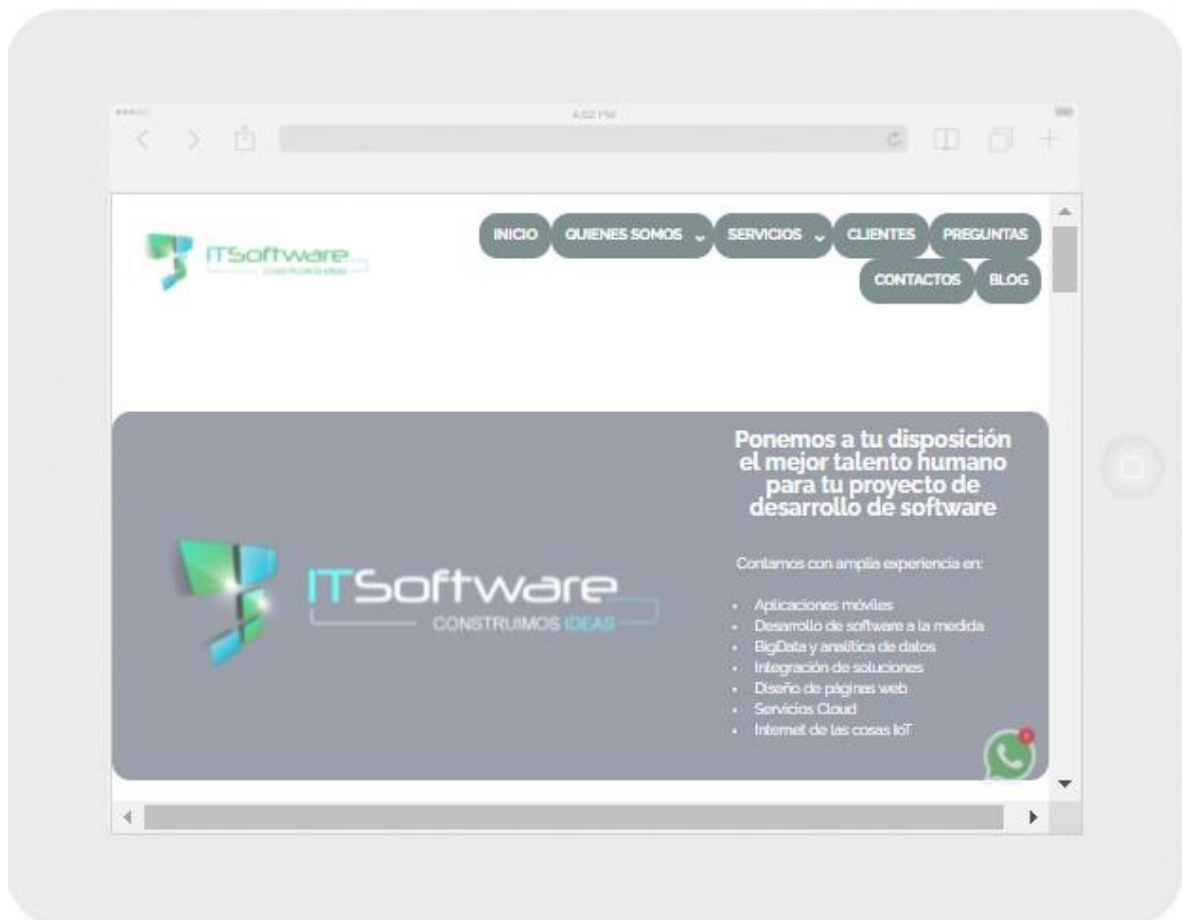 4:02 PM
ITSoftware
CONSTRUIMOS IDEAS
INICIO QUIENES SOMOS SERVICIOS CLIENTES PREGUNTAS
CONTACTOS BLOG
ITSoftware
CONSTRUIMOS IDEAS
Ponemos a tu disposición
el mejor talento humano
para tu proyecto de
desarrollo de software
Contamos con amplia experiencia en:
• Aplicaciones móviles
• Desarrollo de software a la medida
• BigData y analítica de datos
• Integración de soluciones
• Diseño de páginas web
• Servicios Cloud
• Internet de las cosas IoT